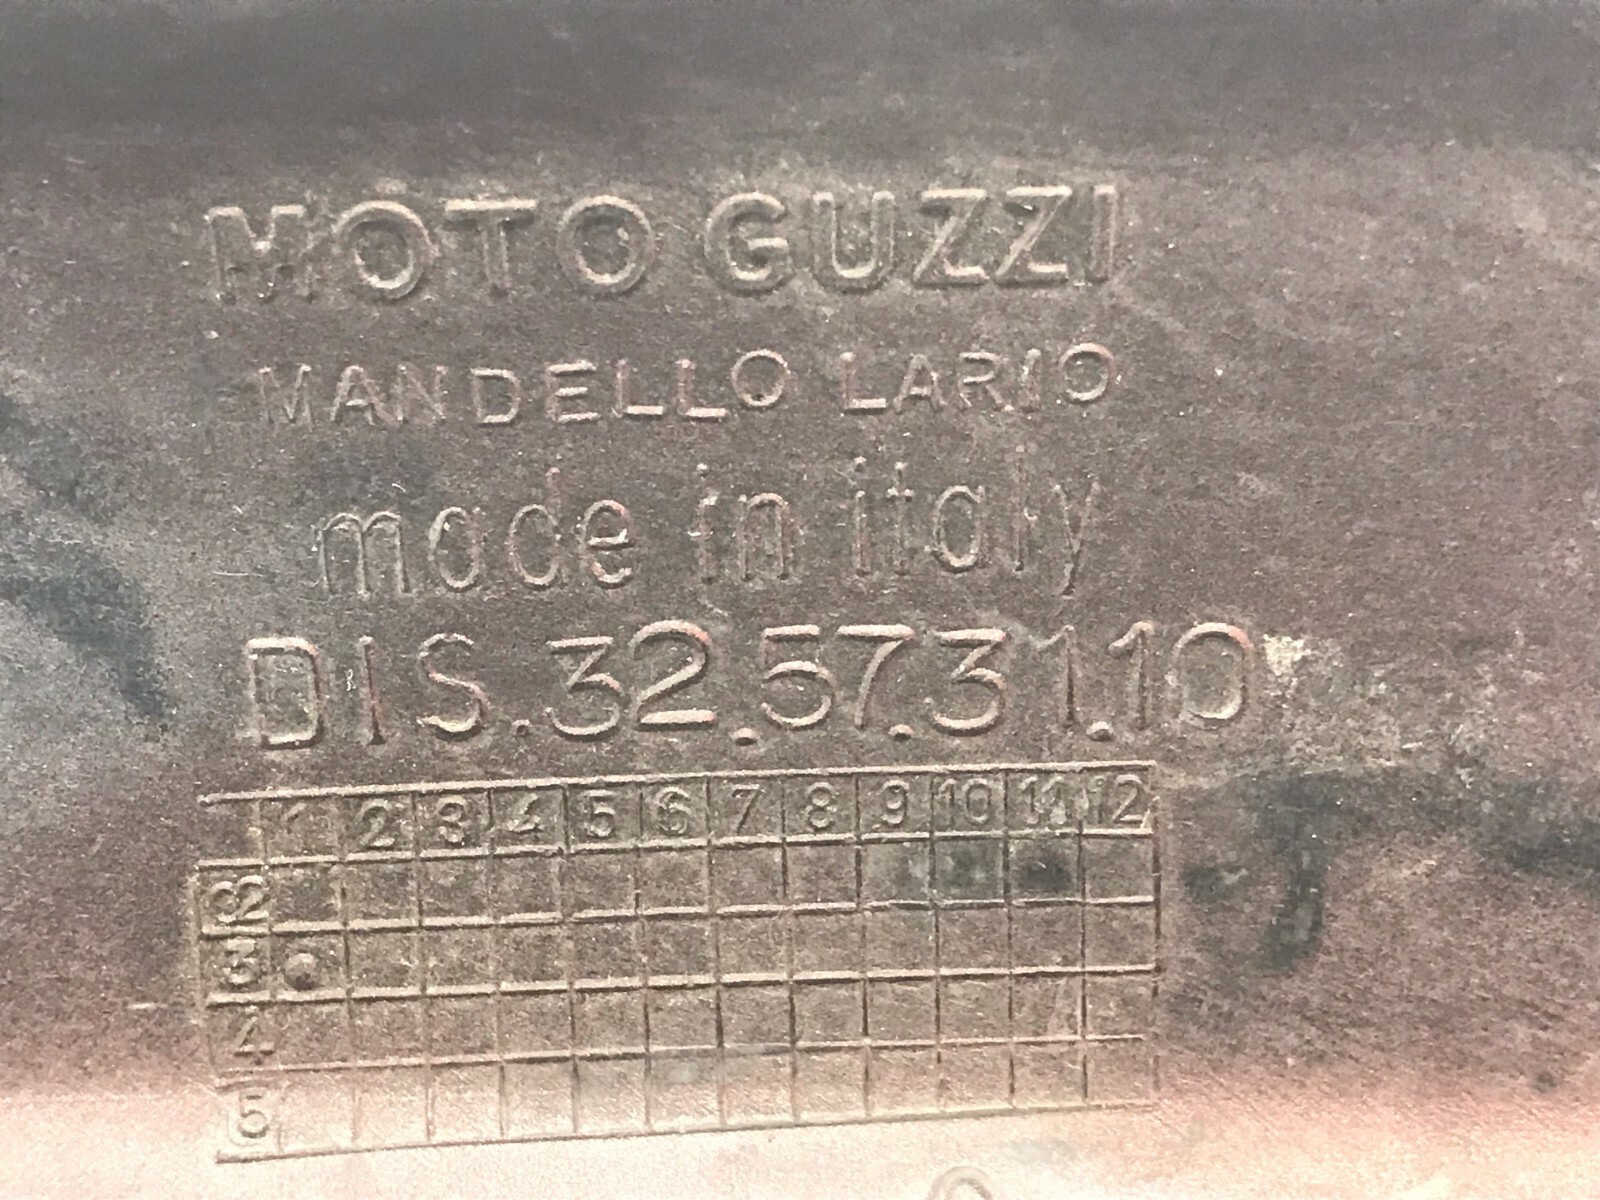 MOTO GUZZI
MANDELLO LARIO
made in italy
DIS.32.57.31.10
1 2 3 4 5 6 7 8 9 10 11 12
3
4
5